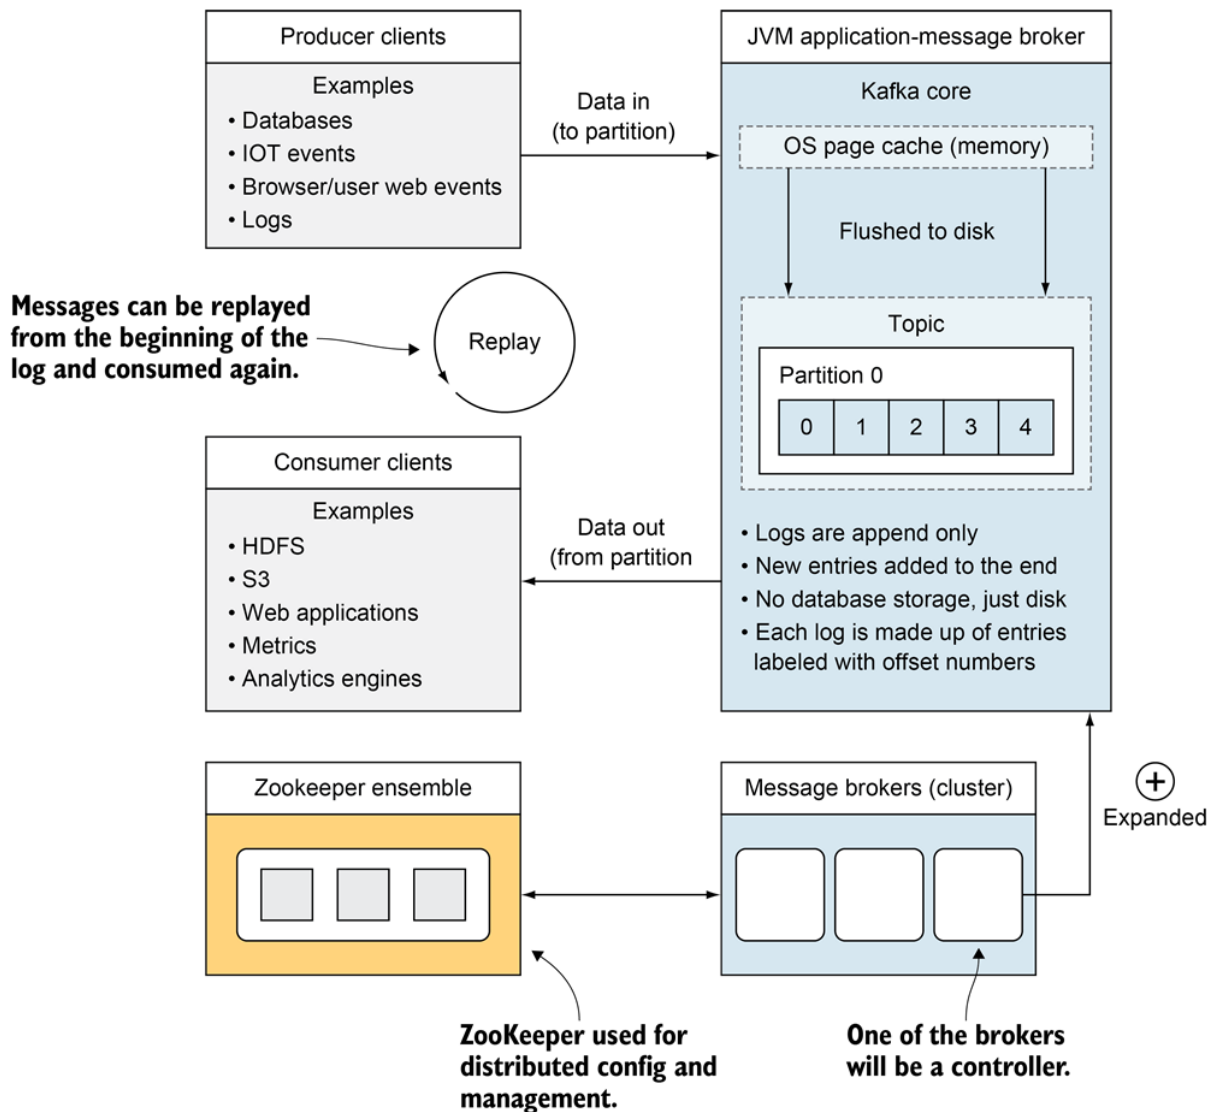 Producer clients
Examples
• Databases
• IOT events
• Browser/user web events
• Logs
Data in
(to partition)
JVM application-message broker
Kafka core
OS page cache (memory)
Flushed to disk
Topic
Partition 0
0 1 2 3 4
• Logs are append only
• New entries added to the end
• No database storage, just disk
• Each log is made up of entries
labeled with offset numbers
Messages can be replayed
from the beginning of the
log and consumed again.
Replay
Consumer clients
Examples
• HDFS
• S3
• Web applications
• Metrics
• Analytics engines
Data out
(from partition
Zookeeper ensemble
Message brokers (cluster)
+
Expanded
ZooKeeper used for
distributed config and
management.
One of the brokers
will be a controller.